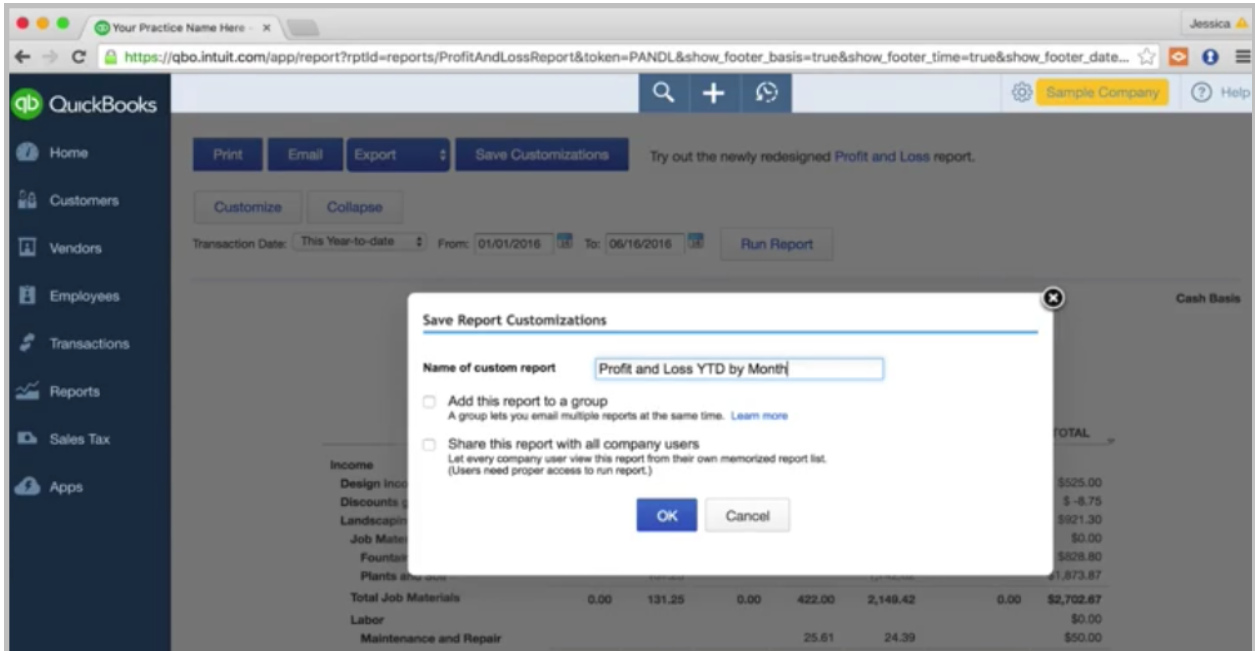 Your Practice Name Here -
Jessica
https://qbo.intuit.com/app/report?rptId=reports/ProfitAndLossReport&token=PANDL&show_footer_basis=true&show_footer_time=true&show_footer_date...
qb QuickBooks
Sample Company
Help
Home
Customers
Vendors
Employees
Transactions
Reports
Sales Tax
Apps
Print Email Export Save Customizations Try out the newly redesigned Profit and Loss report.
Customize Collapse
Transaction Date: This Year-to-date From: 01/01/2016 To: 06/16/2016 Run Report
Cash Basis
Save Report Customizations
Name of custom report Profit and Loss YTD by Month
Add this report to a group
A group lets you email multiple reports at the same time. Learn more
Share this report with all company users
Let every company user view this report from their own memorized report list.
(Users need proper access to run report.)
OK Cancel
Income
Design $525.00
Discounts $ -8.75
$921.30
Job $0.00
$828.80
Plants $1,873.87
Total Job Materials 0.00 131.25 0.00 422.00 2,149.42 0.00 $2,702.67
Labor $0.00
Maintenance and Repair 25.61 24.39 $50.00